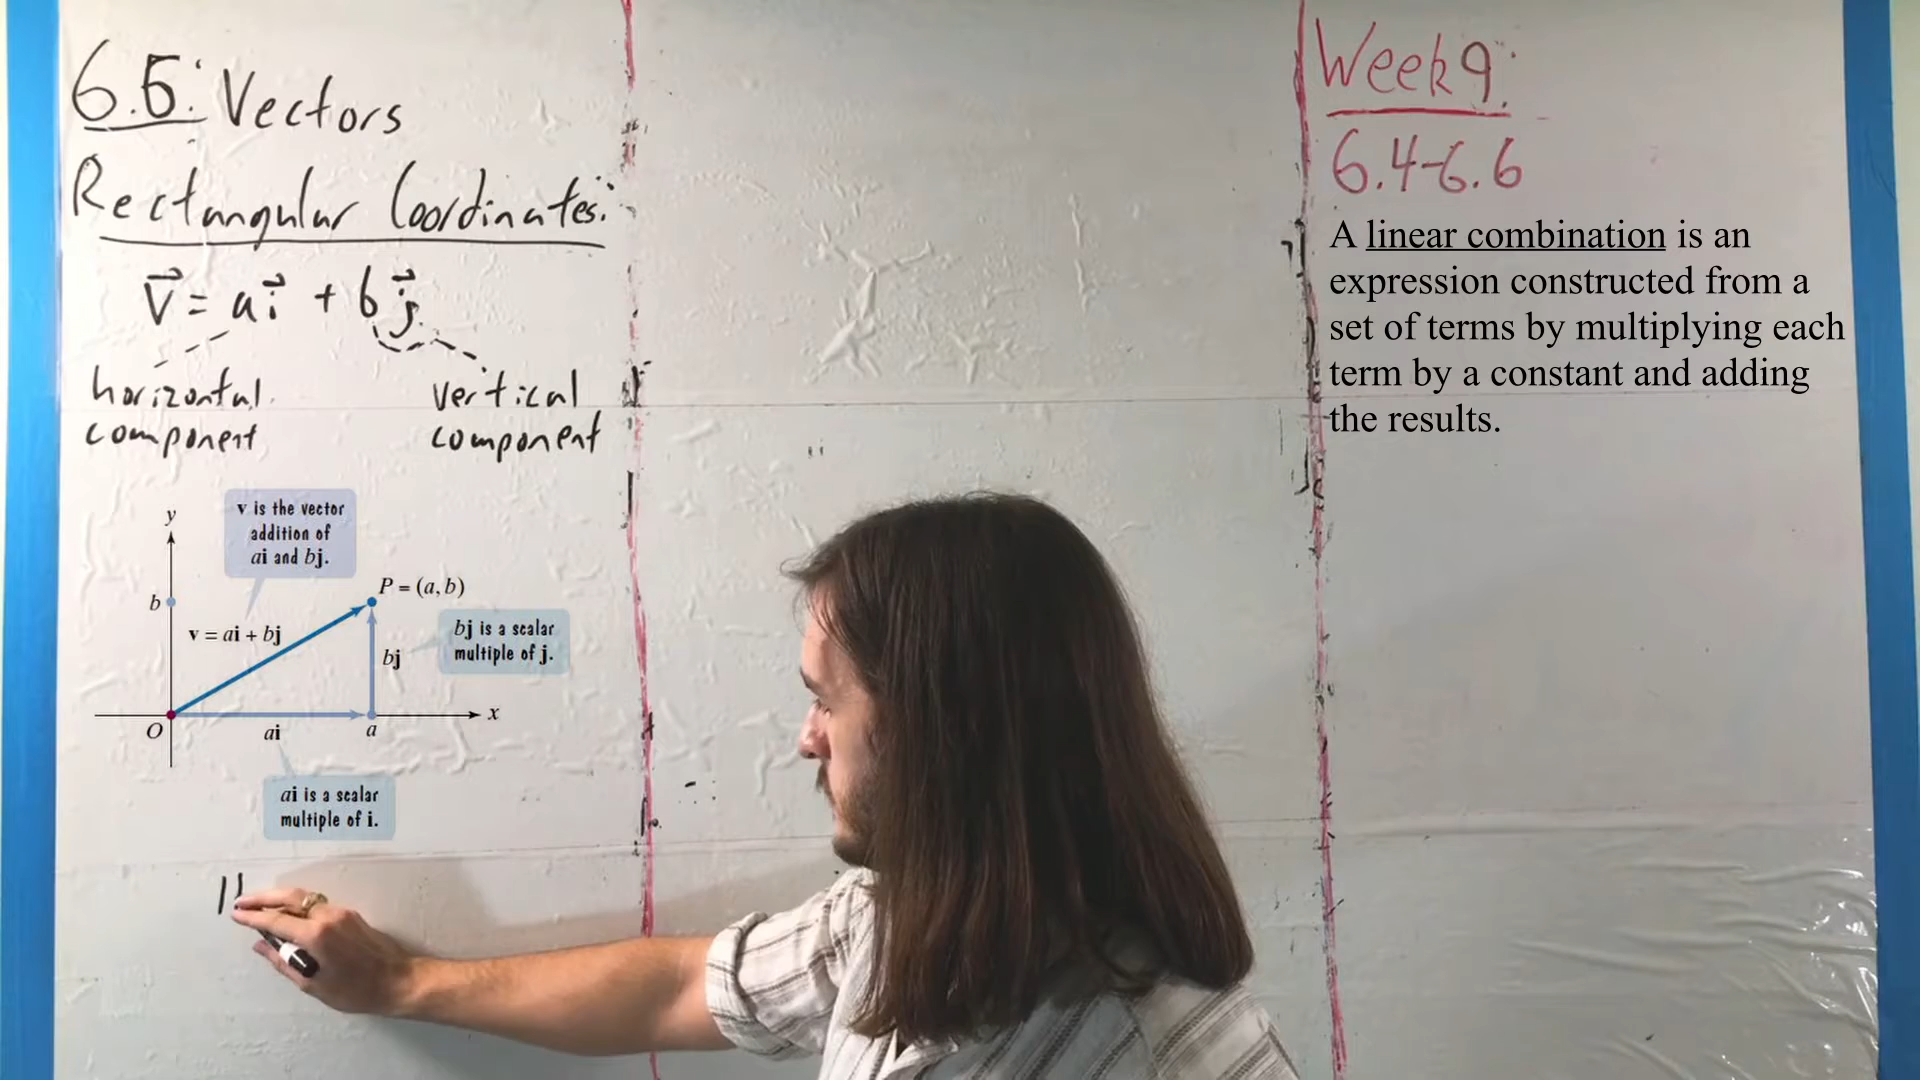 6.5: Vectors
Rectangular Coordinates:
v⃗ = ai⃗ + bj⃗
horizontal
component
vertical
component
v is the vector
addition of
ai and bj.
y
b
P = (a, b)
v = ai + bj
bj is a scalar
multiple of j.
bj
O
ai
a
x
ai is a scalar
multiple of i.
Week 9:
6.4-6.6
A linear combination is an
expression constructed from a
set of terms by multiplying each
term by a constant and adding
the results.